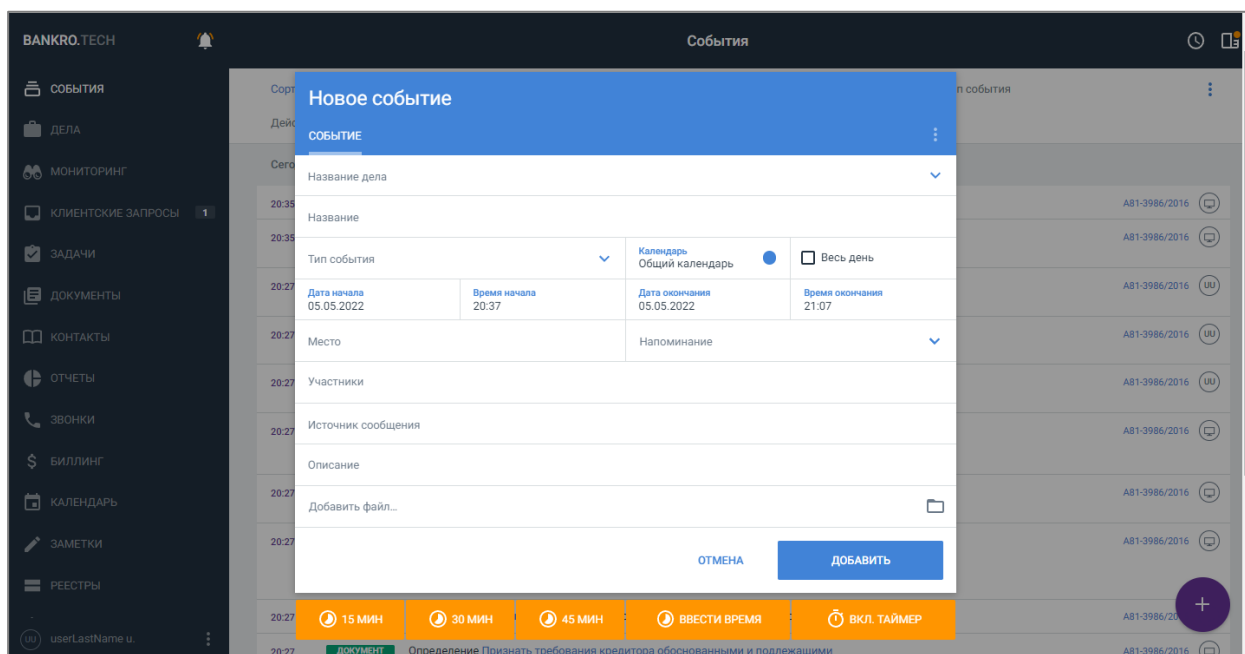 BANKRO.TECH
События
СОБЫТИЯ
ДЕЛА
МОНИТОРИНГ
КЛИЕНТСКИЕ ЗАПРОСЫ 1
ЗАДАЧИ
ДОКУМЕНТЫ
КОНТАКТЫ
ОТЧЕТЫ
ЗВОНКИ
БИЛЛИНГ
КАЛЕНДАРЬ
ЗАМЕТКИ
РЕЕСТРЫ
UU userLastName u.
п события
Новое событие
СОБЫТИЕ
Название дела
Название
Тип события
Календарь
Общий календарь
Весь день
Дата начала
05.05.2022
Время начала
20:37
Дата окончания
05.05.2022
Время окончания
21:07
Место
Напоминание
Участники
Источник сообщения
Описание
Добавить файл...
ОТМЕНА
ДОБАВИТЬ
15 МИН
30 МИН
45 МИН
ВВЕСТИ ВРЕМЯ
ВКЛ. ТАЙМЕР
20:35 A81-3986/2016
20:35 A81-3986/2016
20:27 A81-3986/2016 UU
20:27 A81-3986/2016 UU
20:27 A81-3986/2016 UU
20:27 A81-3986/2016
20:27 A81-3986/2016
20:27 A81-3986/2016
20:27 A81-3986/20
20:27 ДОКУМЕНТ Определение Признать требования кредитора обоснованными и подлежащими A81-3986/2016